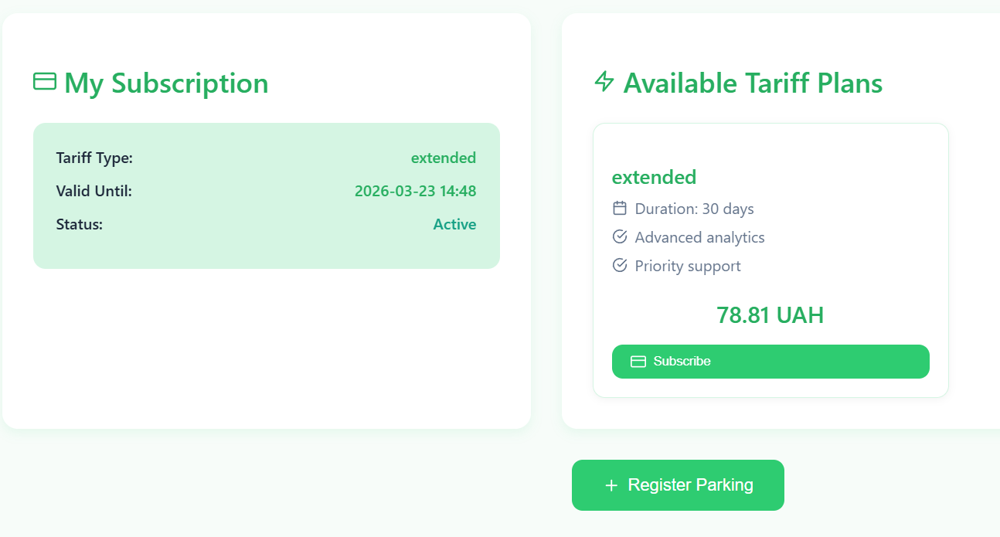 My Subscription
Tariff Type: extended
Valid Until: 2026-03-23 14:48
Status: Active
Available Tariff Plans
extended
Duration: 30 days
Advanced analytics
Priority support
78.81 UAH
Subscribe
+ Register Parking